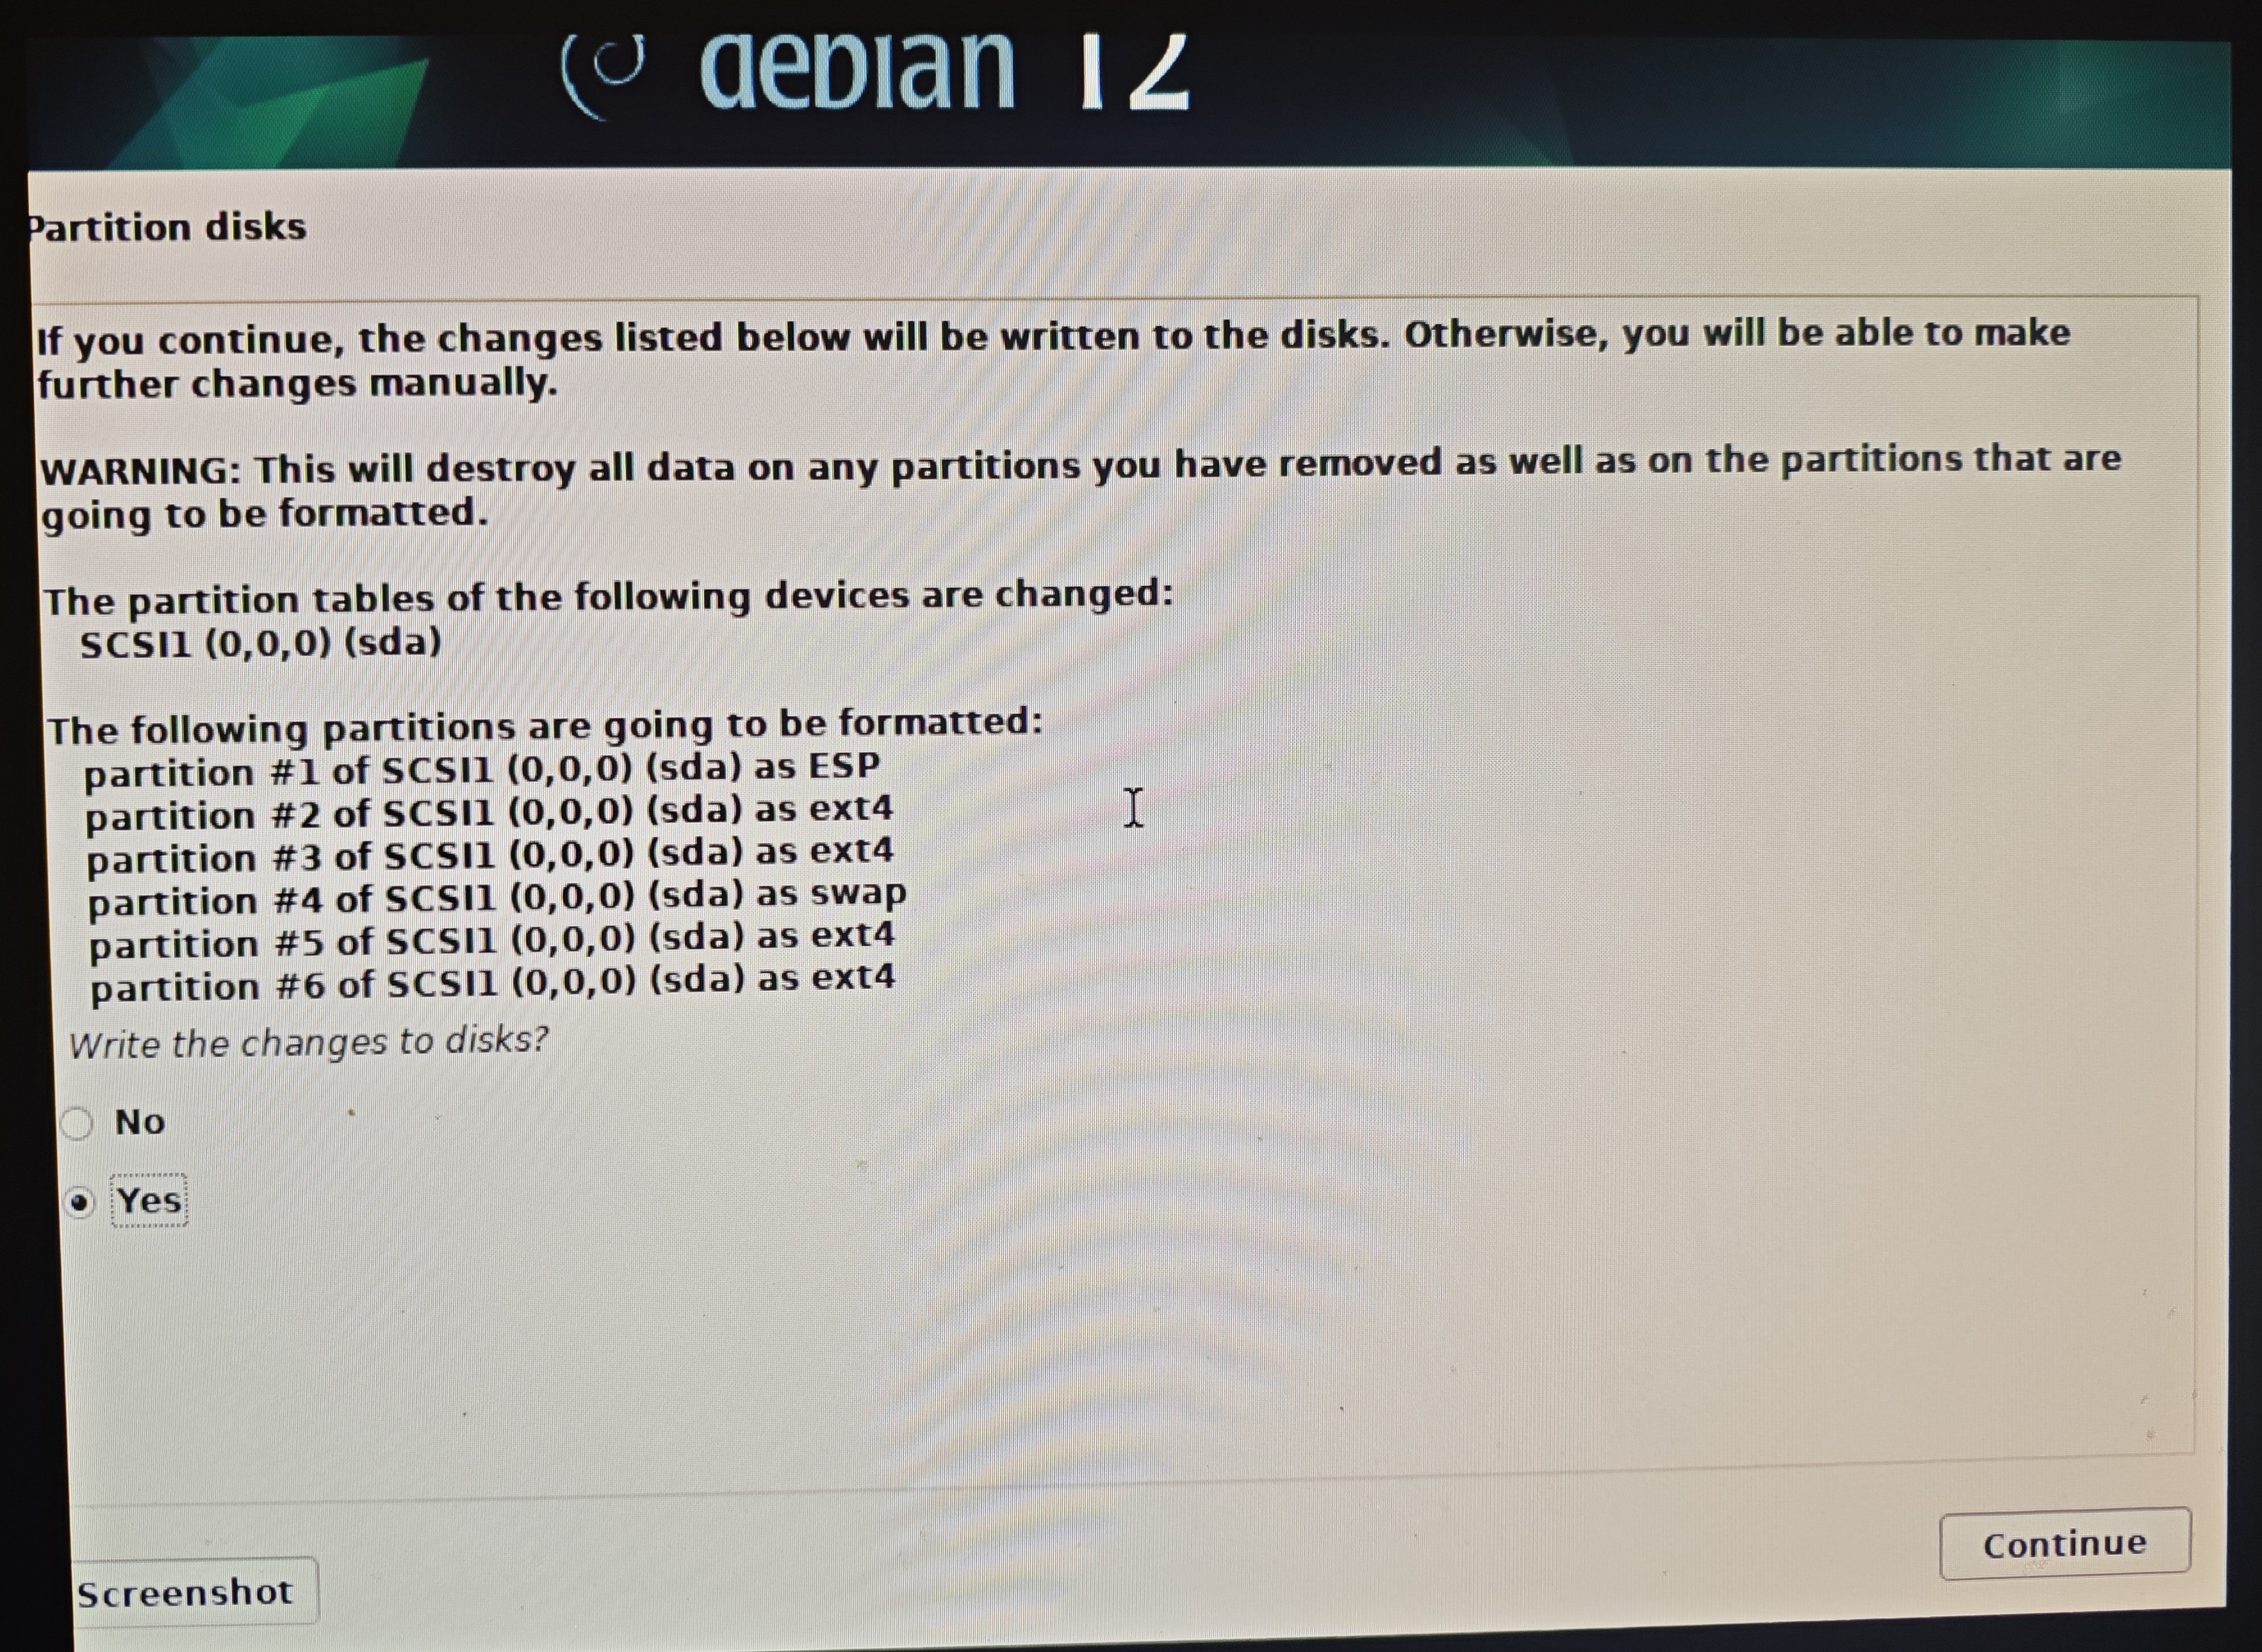 debian 12
Partition disks
If you continue, the changes listed below will be written to the disks. Otherwise, you will be able to make
further changes manually.
WARNING: This will destroy all data on any partitions you have removed as well as on the partitions that are
going to be formatted.
The partition tables of the following devices are changed:
SCSI1 (0,0,0) (sda)
The following partitions are going to be formatted:
partition #1 of SCSI1 (0,0,0) (sda) as ESP
partition #2 of SCSI1 (0,0,0) (sda) as ext4
partition #3 of SCSI1 (0,0,0) (sda) as ext4
partition #4 of SCSI1 (0,0,0) (sda) as swap
partition #5 of SCSI1 (0,0,0) (sda) as ext4
partition #6 of SCSI1 (0,0,0) (sda) as ext4
Write the changes to disks?
No
Yes
Screenshot
Continue